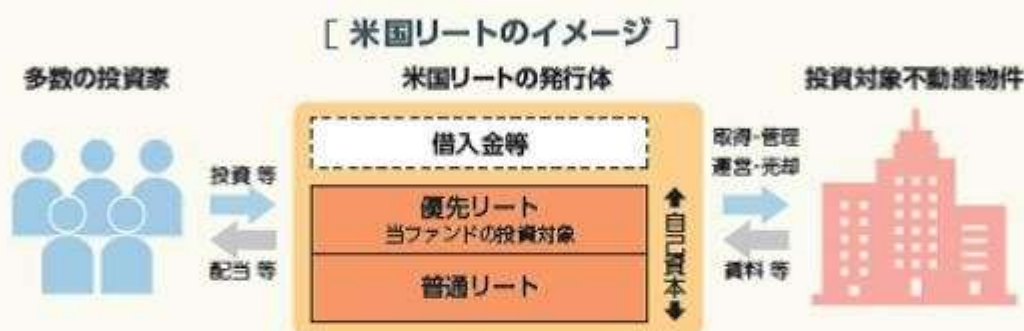 [ 米国リートのイメージ ]
多数の投資家
米国リートの発行体
投資対象不動産物件
借入金等
優先リート
当ファンドの投資対象
普通リート
自己資本
投資 等
配当 等
取得・管理
運営・売却
賃料 等